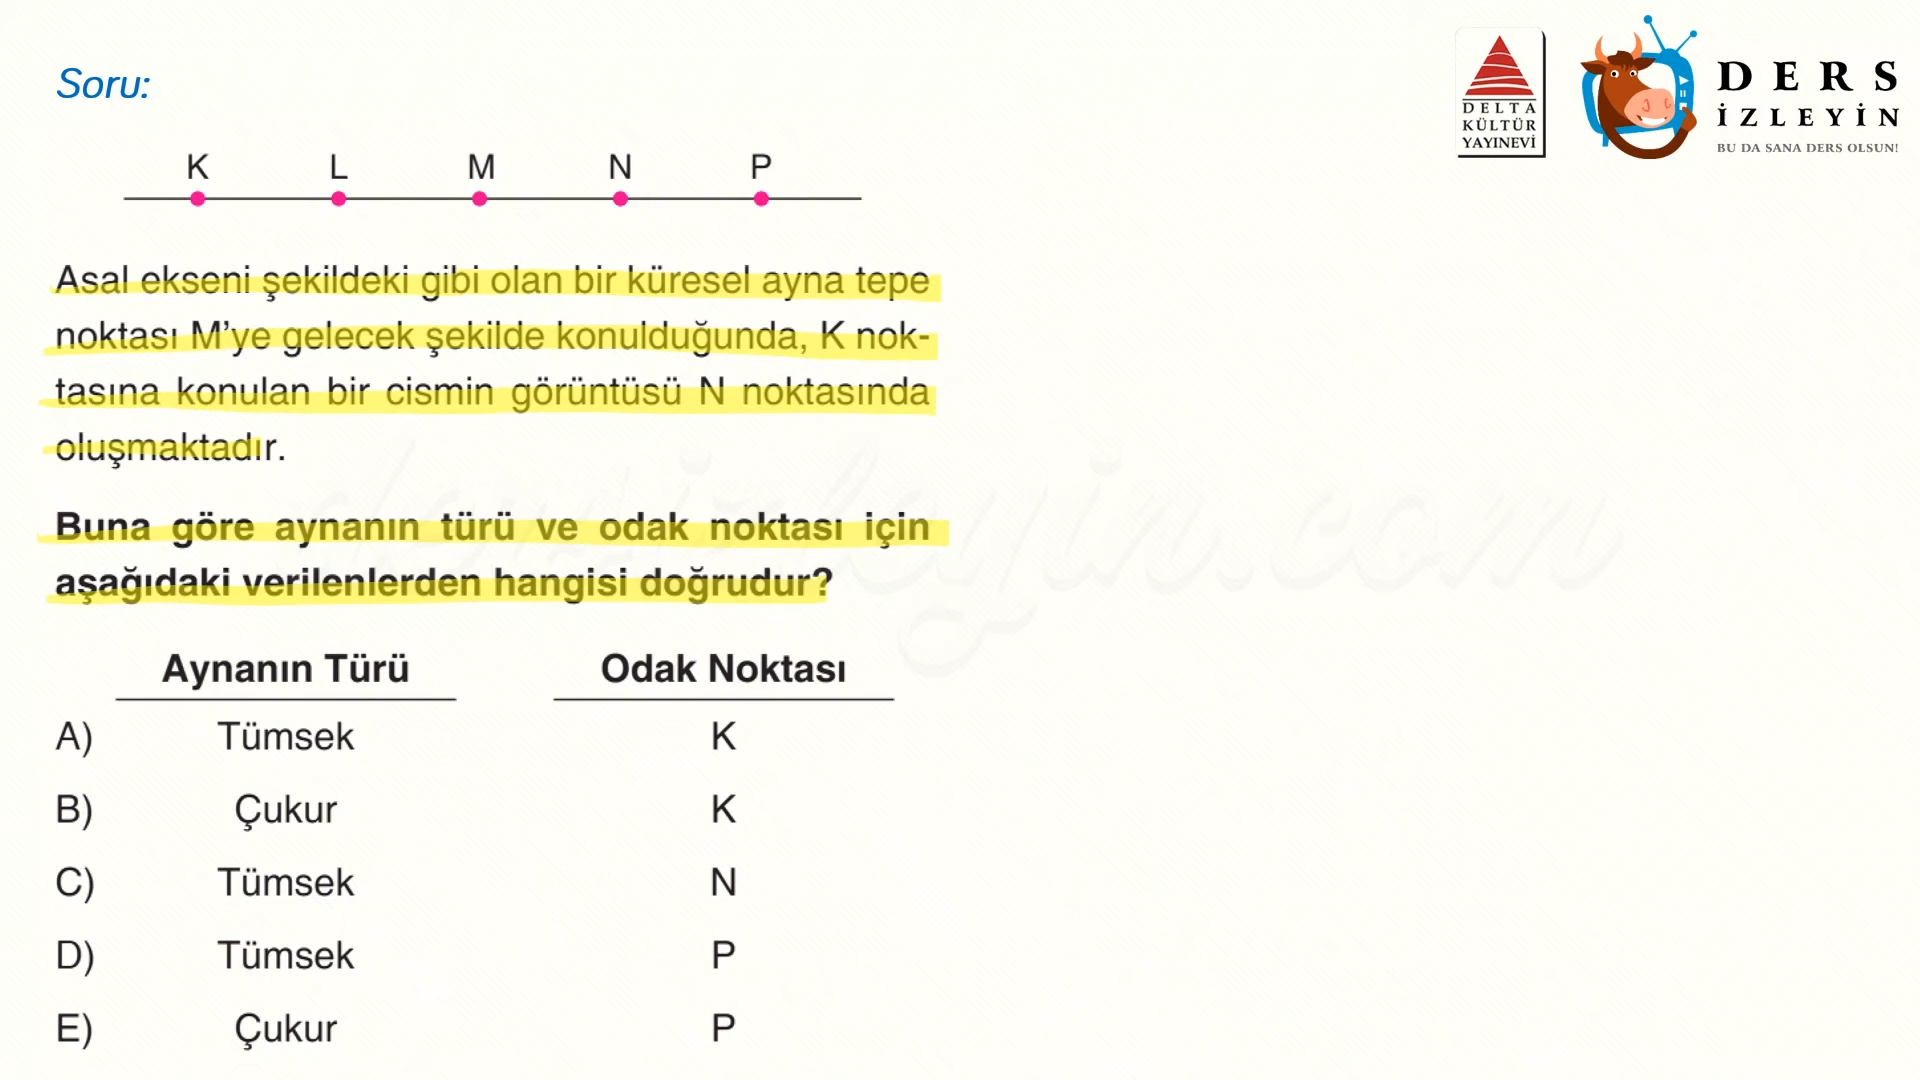 Soru:
DELTA
KÜLTÜR
YAYINEVİ
DERS
İZLEYİN
BU DA SANA DERS OLSUN!
K L M N P
Asal ekseni şekildeki gibi olan bir küresel ayna tepe
noktası M’ye gelecek şekilde konulduğunda, K nok-
tasına konulan bir cismin görüntüsü N noktasında
oluşmaktadır.
Buna göre aynanın türü ve odak noktası için
aşağıdaki verilenlerden hangisi doğrudur?
Aynanın Türü Odak Noktası
A) Tümsek K
B) Çukur K
C) Tümsek N
D) Tümsek P
E) Çukur P
dersizleyin.com